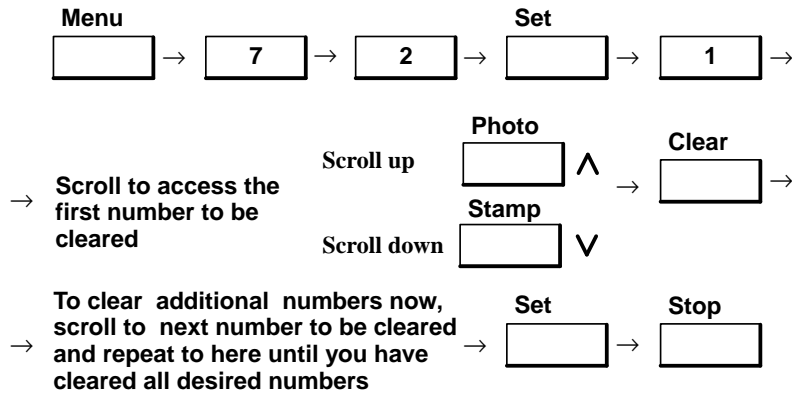 Menu Set
→ 7 → 2 → → 1 →
Photo
Scroll up ∧ Clear
→ Scroll to access the
first number to be
cleared
→ →
Stamp
Scroll down ∨
To clear additional numbers now,
scroll to next number to be cleared
→ and repeat to here until you have
cleared all desired numbers
Set Stop
→ →